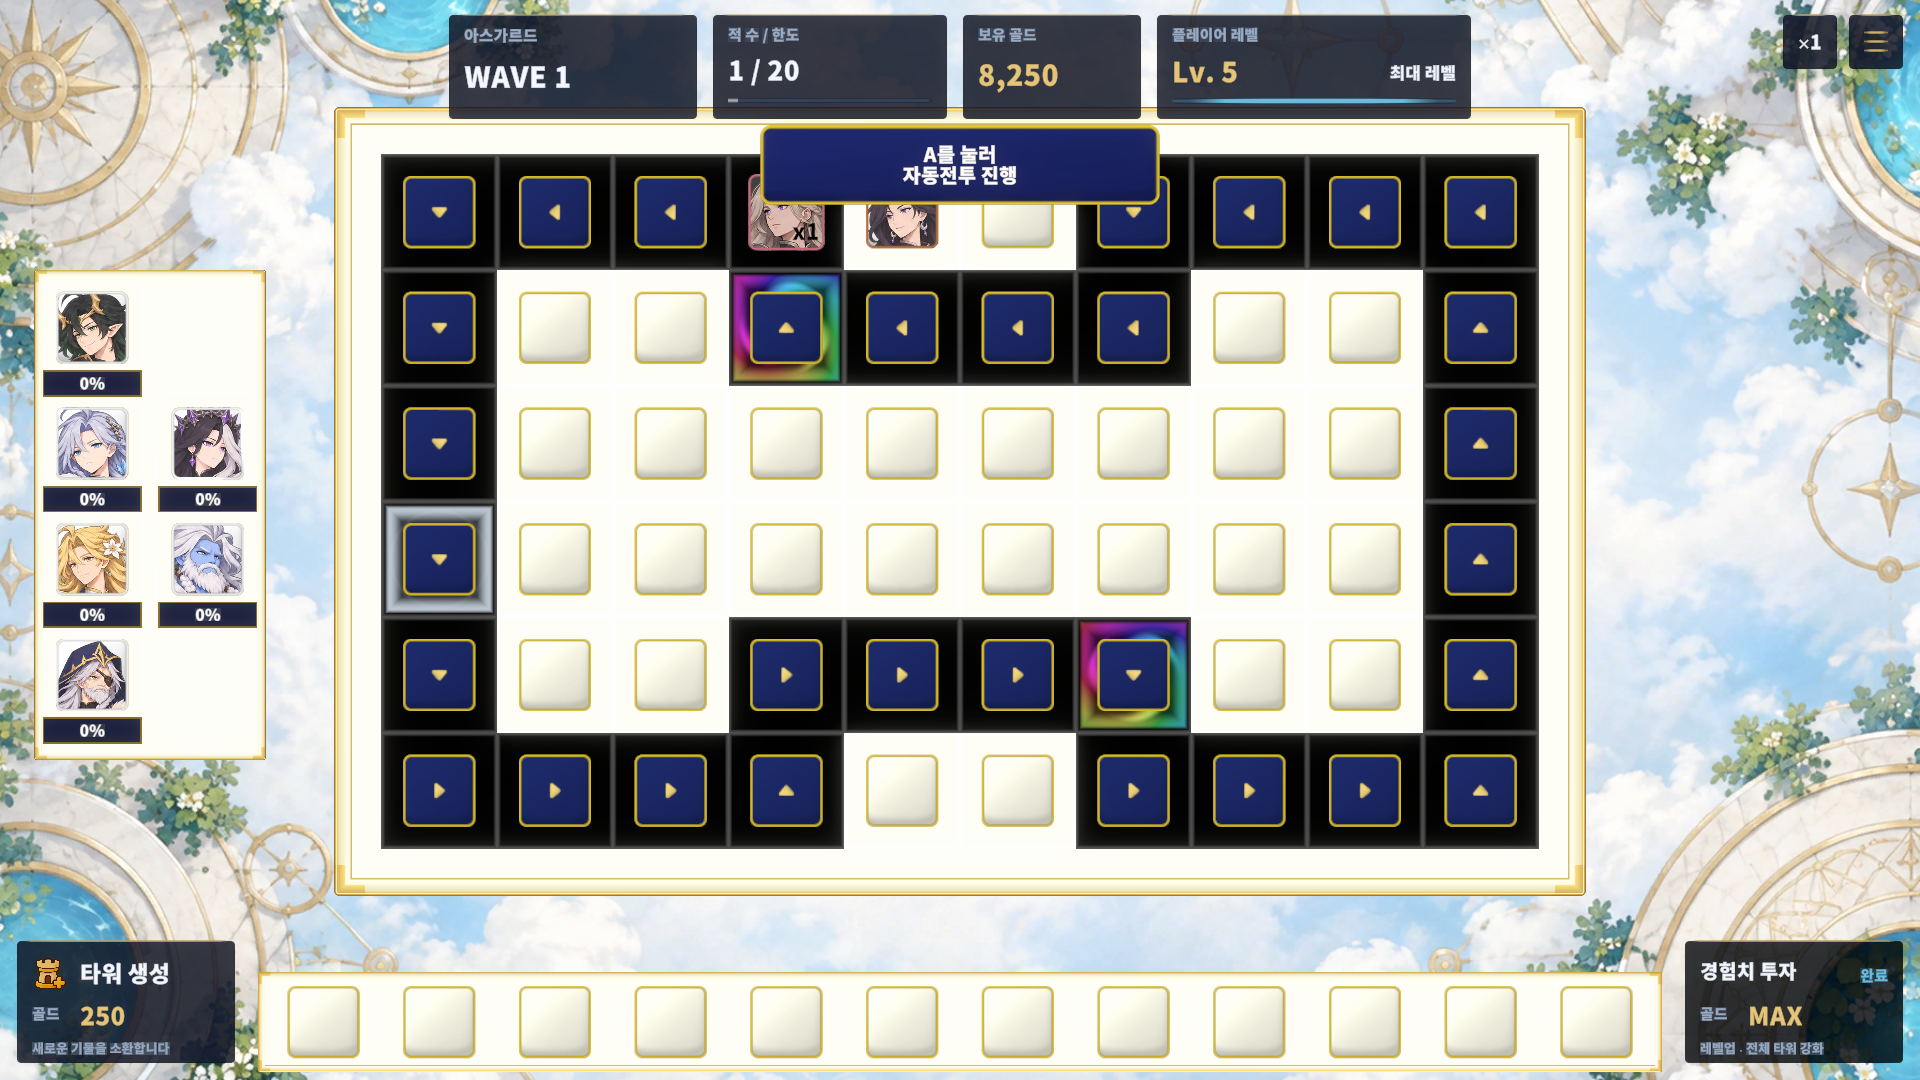 아스가르드
WAVE 1
적 수 / 한도
1 / 20
보유 골드
8,250
플레이어 레벨
Lv. 5
최대 레벨
×1
A를 눌러
자동전투 진행
x1
0%
0%
0%
0%
0%
0%
타워 생성
골드
250
새로운 기물을 소환합니다
경험치 투자
완료
골드
MAX
레벨업 · 전체 타워 강화